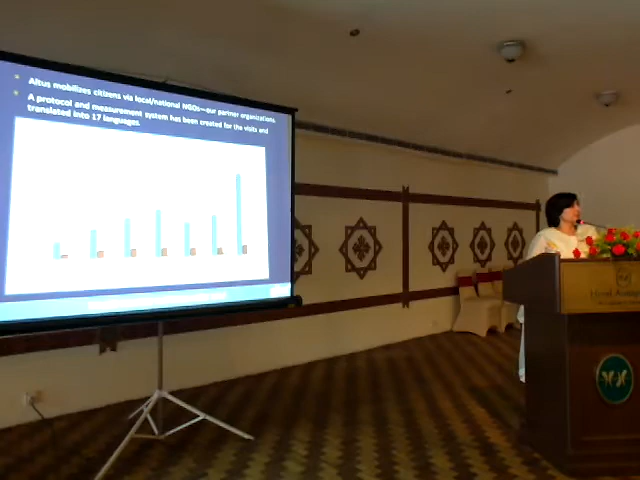 Altus mobilizes citizens via local/national NGOs—our partner organizations.
A protocol and measurement system has been created for the visits and
translated into 17 languages.
Hotel